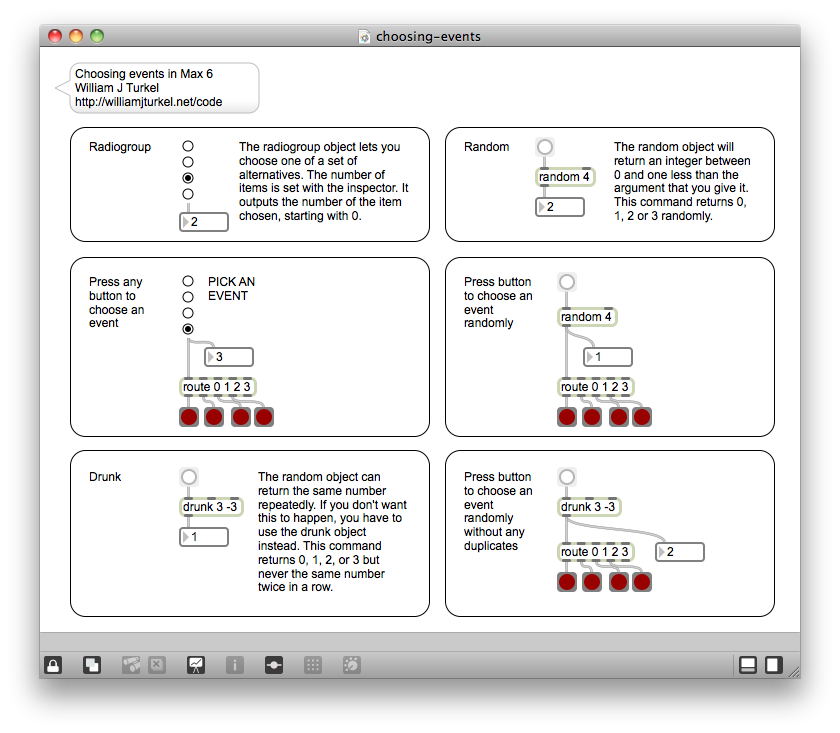 choosing-events
Choosing events in Max 6
William J Turkel
http://williamjturkel.net/code
Radiogroup
2
The radiogroup object lets you
choose one of a set of
alternatives. The number of
items is set with the inspector. It
outputs the number of the item
chosen, starting with 0.
Random
random 4
2
The random object will
return an integer between
0 and one less than the
argument that you give it.
This command returns 0,
1, 2 or 3 randomly.
Press any
button to
choose an
event
PICK AN
EVENT
3
route 0 1 2 3
Press button
to choose an
event
randomly
random 4
1
route 0 1 2 3
Drunk
drunk 3 -3
1
The random object can
return the same number
repeatedly. If you don't want
this to happen, you have to
use the drunk object
instead. This command
returns 0, 1, 2, or 3 but
never the same number
twice in a row.
Press button
to choose an
event
randomly
without any
duplicates
drunk 3 -3
route 0 1 2 3
2